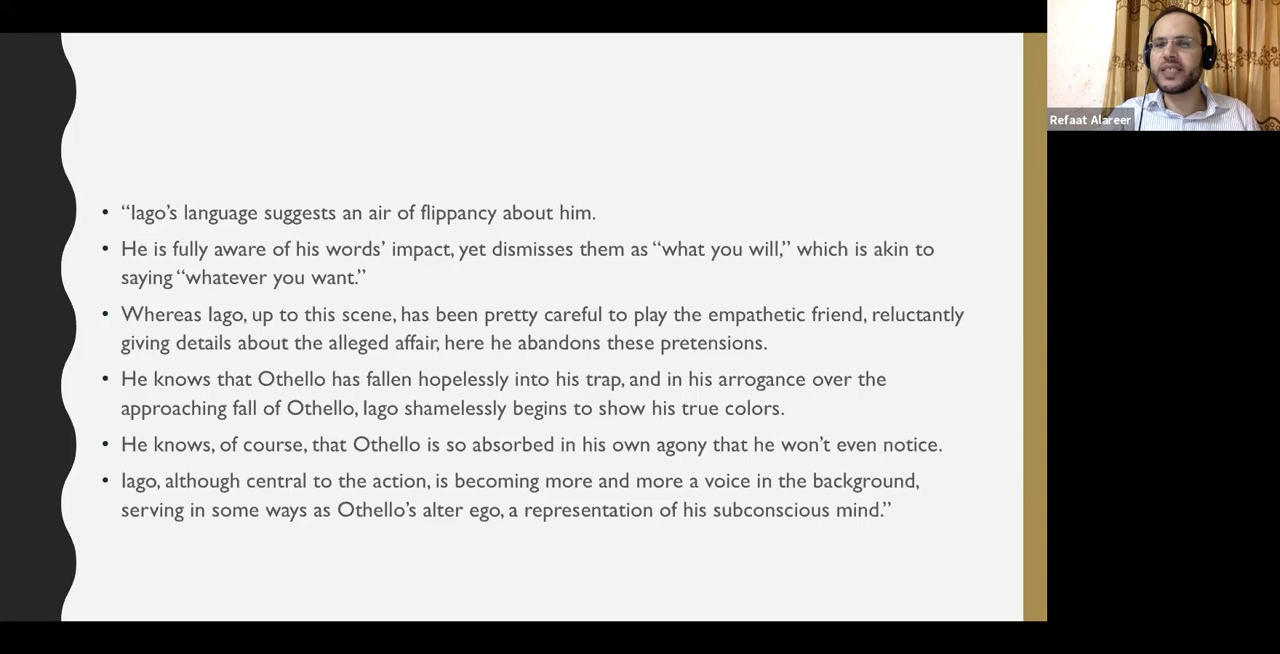 • “Iago’s language suggests an air of flippancy about him.
• He is fully aware of his words’ impact, yet dismisses them as “what you will,” which is akin to
saying “whatever you want.”
• Whereas Iago, up to this scene, has been pretty careful to play the empathetic friend, reluctantly
giving details about the alleged affair, here he abandons these pretensions.
• He knows that Othello has fallen hopelessly into his trap, and in his arrogance over the
approaching fall of Othello, Iago shamelessly begins to show his true colors.
• He knows, of course, that Othello is so absorbed in his own agony that he won’t even notice.
• Iago, although central to the action, is becoming more and more a voice in the background,
serving in some ways as Othello’s alter ego, a representation of his subconscious mind.”
Refaat Alareer